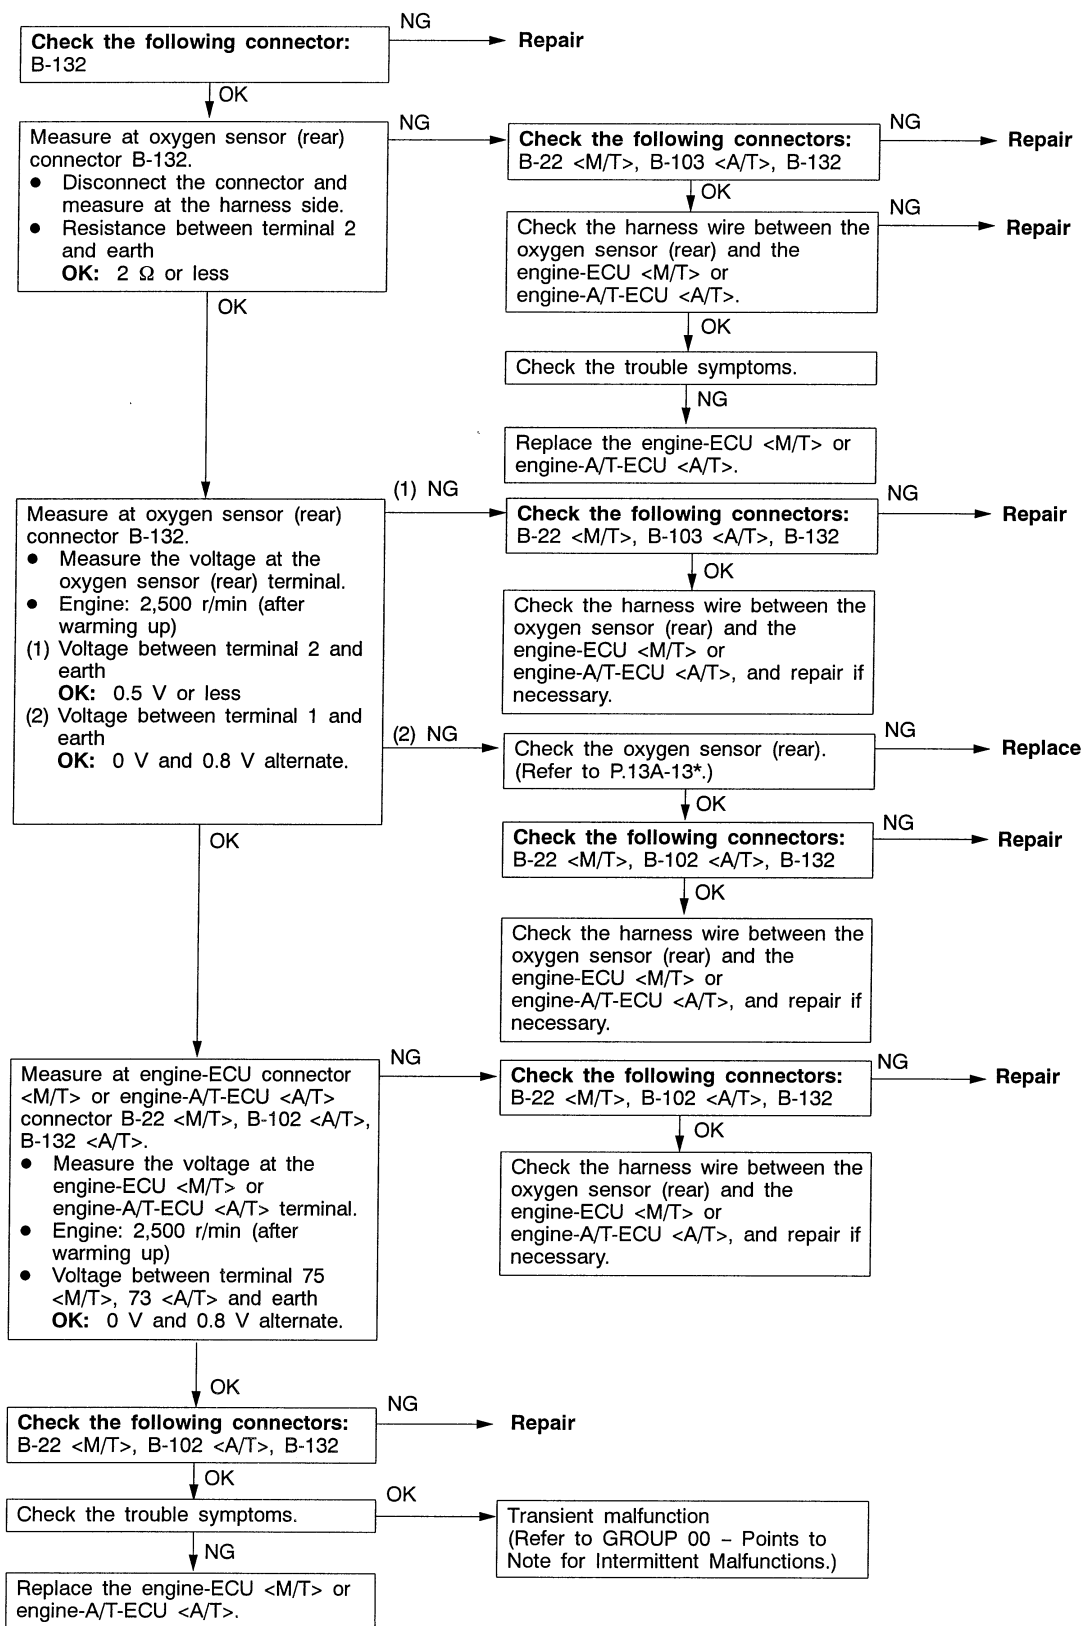 Check the following connector:
B-132
NG
Repair
OK
Measure at oxygen sensor (rear)
connector B-132.
● Disconnect the connector and
measure at the harness side.
● Resistance between terminal 2
and earth
OK: 2 Ω or less
NG
Check the following connectors:
B-22 <M/T>, B-103 <A/T>, B-132
NG
Repair
OK
Check the harness wire between the
oxygen sensor (rear) and the
engine-ECU <M/T> or
engine-A/T-ECU <A/T>.
NG
Repair
OK
Check the trouble symptoms.
NG
Replace the engine-ECU <M/T> or
engine-A/T-ECU <A/T>.
OK
Measure at oxygen sensor (rear)
connector B-132.
● Measure the voltage at the
oxygen sensor (rear) terminal.
● Engine: 2,500 r/min (after
warming up)
(1) Voltage between terminal 2 and
earth
OK: 0.5 V or less
(2) Voltage between terminal 1 and
earth
OK: 0 V and 0.8 V alternate.
(1) NG
Check the following connectors:
B-22 <M/T>, B-103 <A/T>, B-132
NG
Repair
OK
Check the harness wire between the
oxygen sensor (rear) and the
engine-ECU <M/T> or
engine-A/T-ECU <A/T>, and repair if
necessary.
(2) NG
Check the oxygen sensor (rear).
(Refer to P.13A-13*.)
NG
Replace
OK
Check the following connectors:
B-22 <M/T>, B-102 <A/T>, B-132
NG
Repair
OK
Check the harness wire between the
oxygen sensor (rear) and the
engine-ECU <M/T> or
engine-A/T-ECU <A/T>, and repair if
necessary.
OK
Measure at engine-ECU connector
<M/T> or engine-A/T-ECU <A/T>
connector B-22 <M/T>, B-102 <A/T>,
B-132 <A/T>.
● Measure the voltage at the
engine-ECU <M/T> or
engine-A/T-ECU <A/T> terminal.
● Engine: 2,500 r/min (after
warming up)
● Voltage between terminal 75
<M/T>, 73 <A/T> and earth
OK: 0 V and 0.8 V alternate.
NG
Check the following connectors:
B-22 <M/T>, B-102 <A/T>, B-132
NG
Repair
OK
Check the harness wire between the
oxygen sensor (rear) and the
engine-ECU <M/T> or
engine-A/T-ECU <A/T>, and repair if
necessary.
OK
Check the following connectors:
B-22 <M/T>, B-102 <A/T>, B-132
NG
Repair
OK
Check the trouble symptoms.
OK
Transient malfunction
(Refer to GROUP 00 – Points to
Note for Intermittent Malfunctions.)
NG
Replace the engine-ECU <M/T> or
engine-A/T-ECU <A/T>.